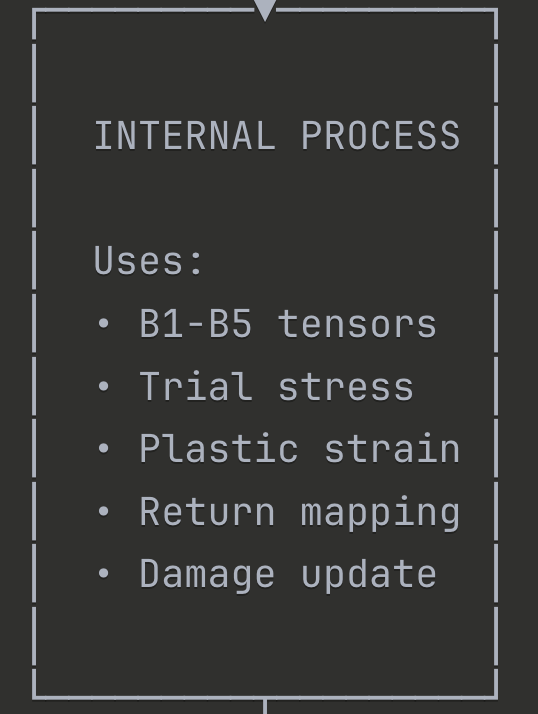 INTERNAL PROCESS
Uses:
• B1-B5 tensors
• Trial stress
• Plastic strain
• Return mapping
• Damage update